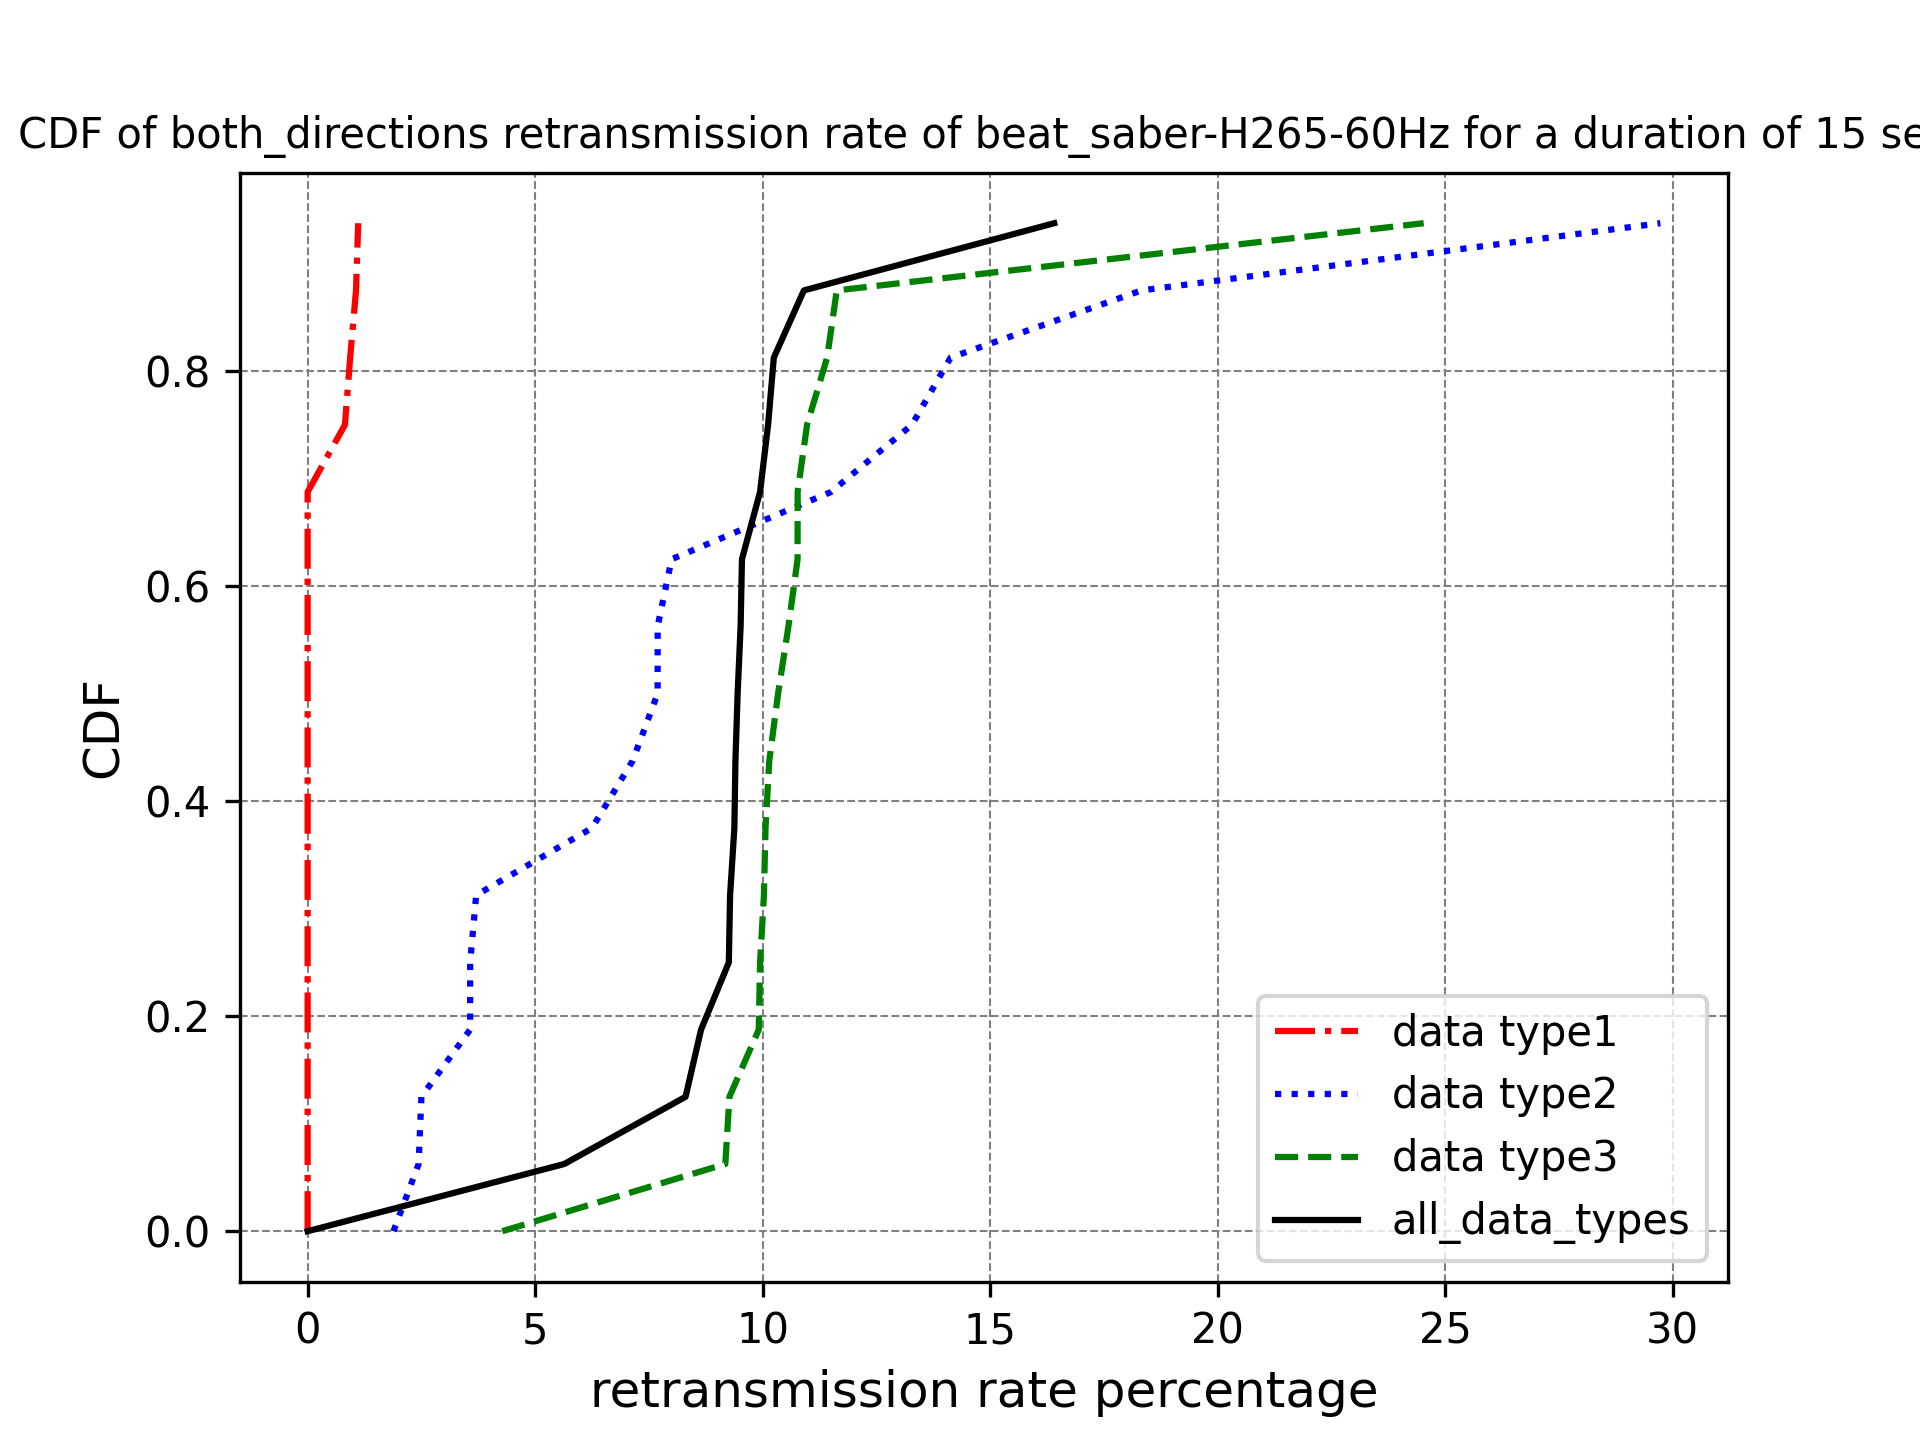 CDF of both_directions retransmission rate of beat_saber-H265-60Hz for a duration of 15 se
0.8
0.6
0.4
0.2
0.0
CDF
data type1
data type2
data type3
all_data_types
0 5 10 15 20 25 30
retransmission rate percentage